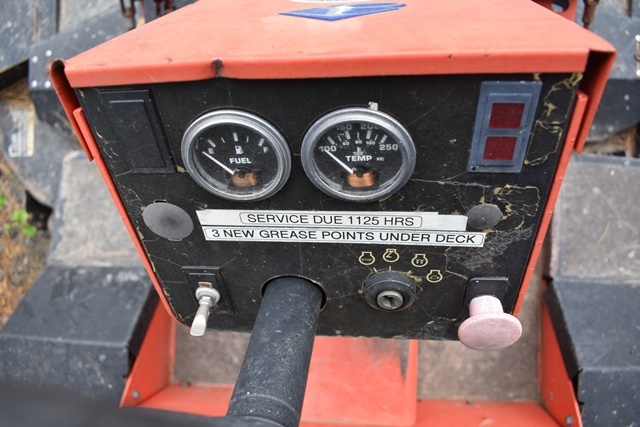 E F
FUEL
150 200
100 250
TEMP
SERVICE DUE 1125 HRS
3 NEW GREASE POINTS UNDER DECK